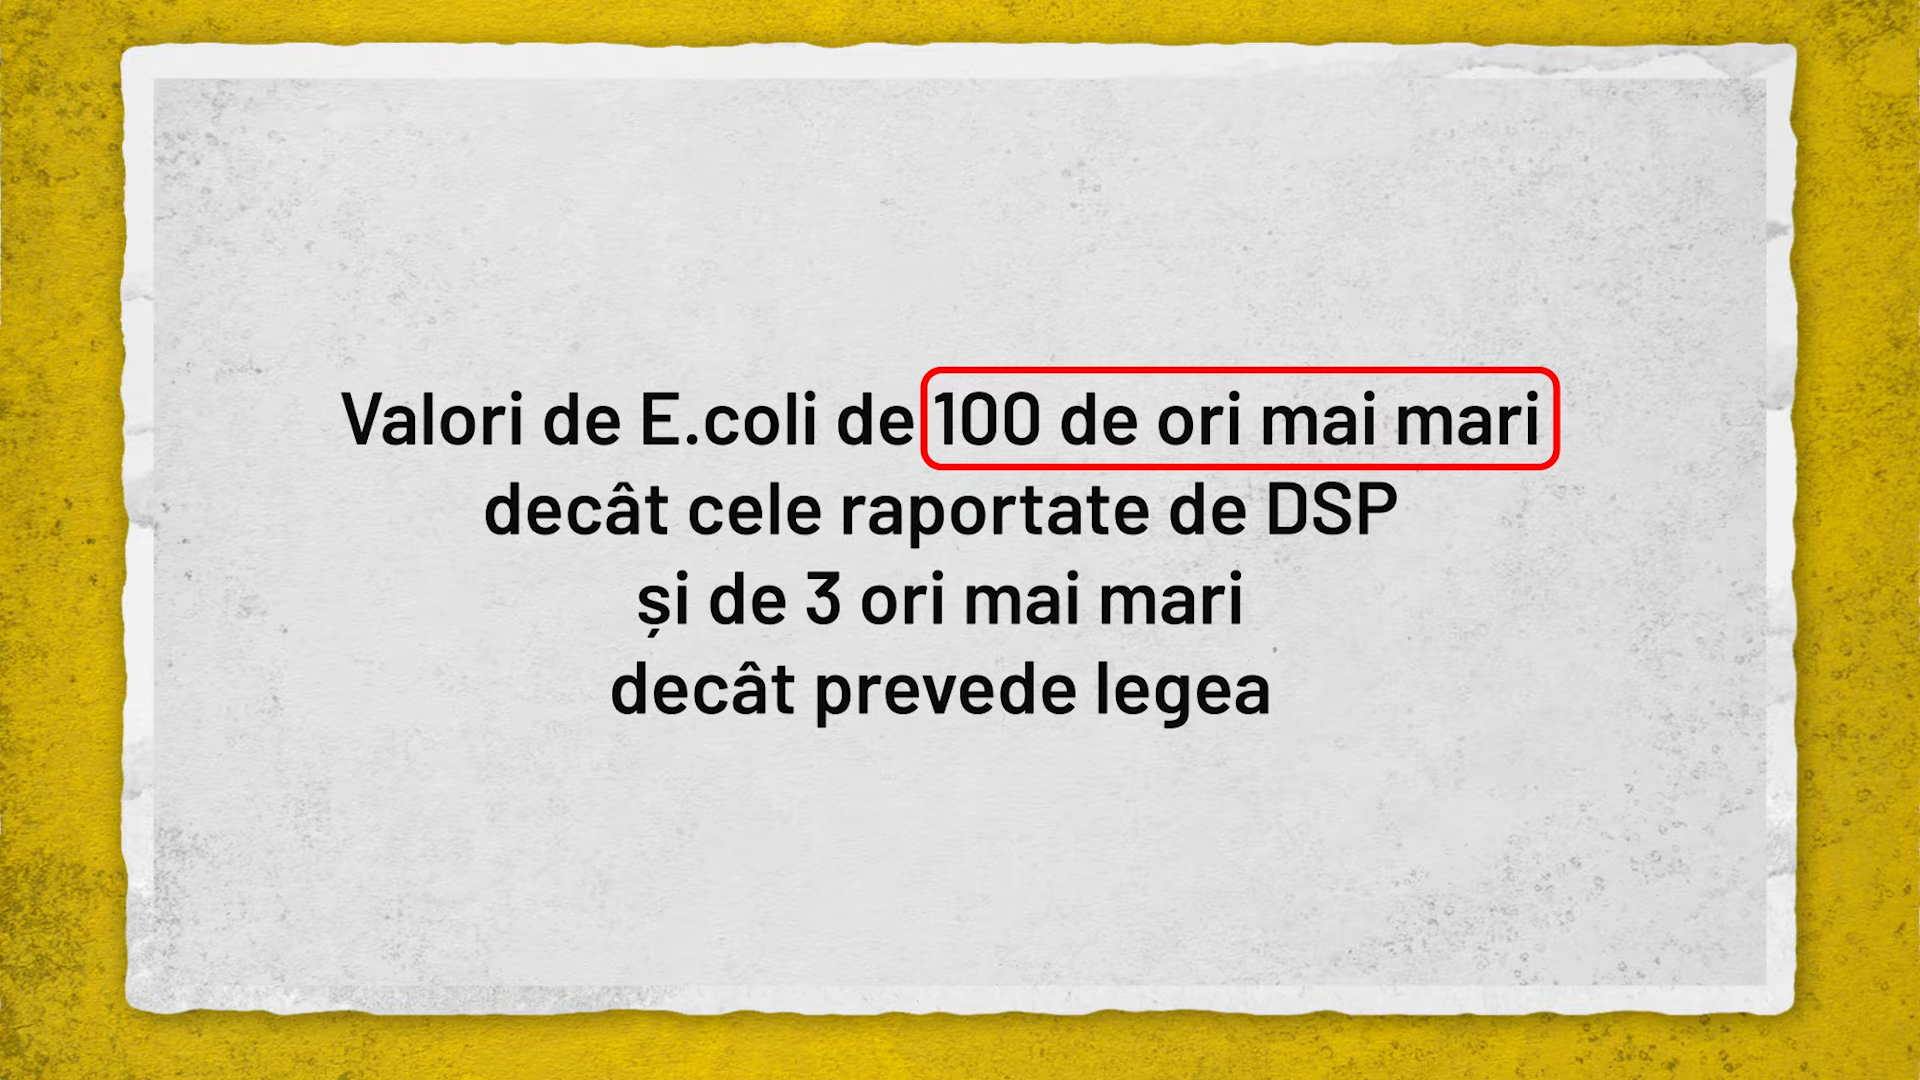 Valori de E.coli de 100 de ori mai mari
decât cele raportate de DSP
și de 3 ori mai mari
decât prevede legea